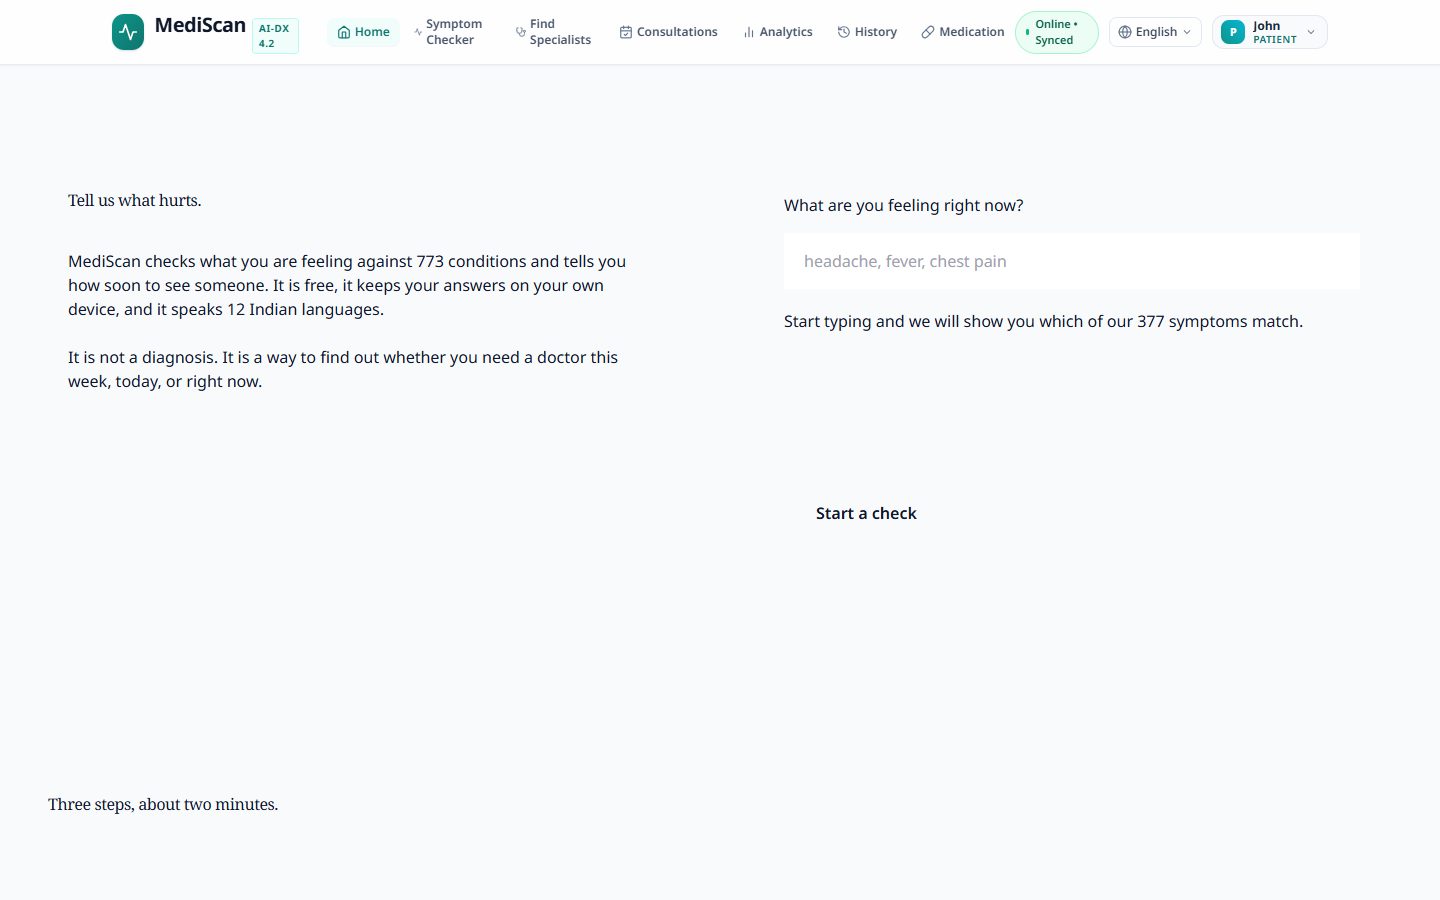 MediScan
AI-DX
4.2
Home
Symptom
Checker
Find
Specialists
Consultations
Analytics
History
Medication
Online •
Synced
English
P
John
PATIENT
Tell us what hurts.
MediScan checks what you are feeling against 773 conditions and tells you
how soon to see someone. It is free, it keeps your answers on your own
device, and it speaks 12 Indian languages.
It is not a diagnosis. It is a way to find out whether you need a doctor this
week, today, or right now.
What are you feeling right now?
headache, fever, chest pain
Start typing and we will show you which of our 377 symptoms match.
Start a check
Three steps, about two minutes.